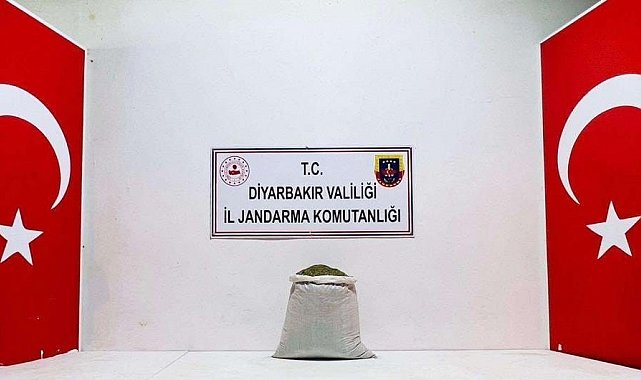 T.C.
DİYARBAKIR VALİLİĞİ
İL JANDARMA KOMUTANLIĞI